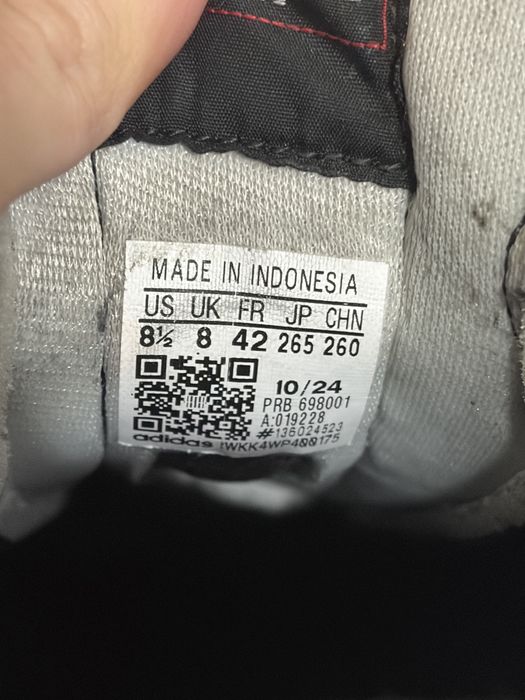 MADE IN INDONESIA
US UK FR JP CHN
8½ 8 42 265 260
10/24
PRB 698001
A:019228
#136024523
adidas !WKK4WP400175